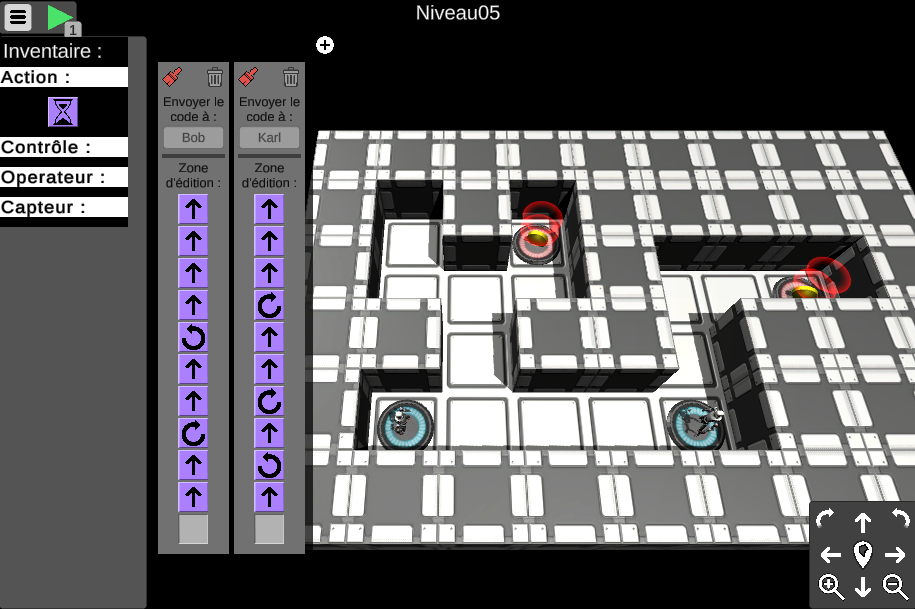 Niveau05
1
Inventaire :
Action :
Contrôle :
Operateur :
Capteur :
Envoyer le
code à :
Bob
Zone
d'édition :
Envoyer le
code à :
Karl
Zone
d'édition :